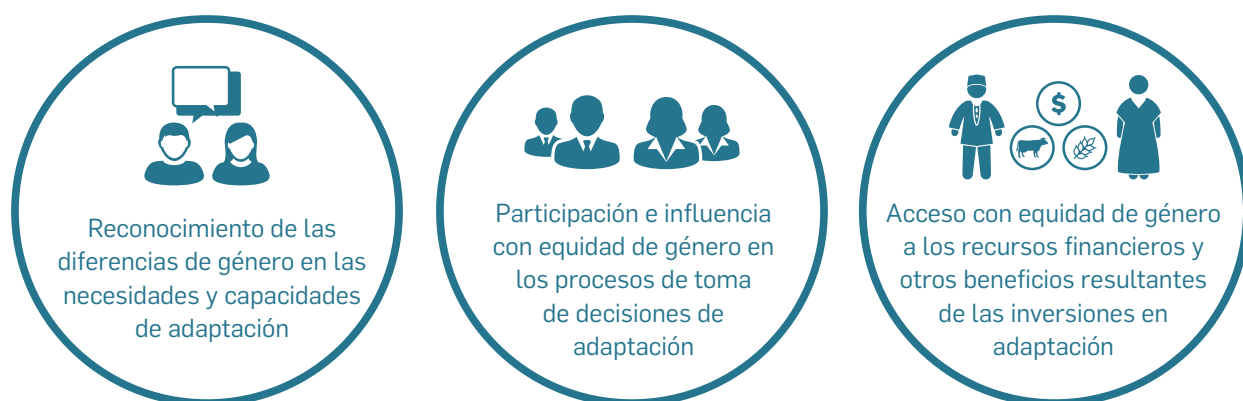 Reconocimiento de las
diferencias de género en las
necesidades y capacidades
de adaptación
Participación e influencia
con equidad de género en
los procesos de toma
de decisiones de
adaptación
$
Acceso con equidad de género
a los recursos financieros y
otros beneficios resultantes
de las inversiones en
adaptación